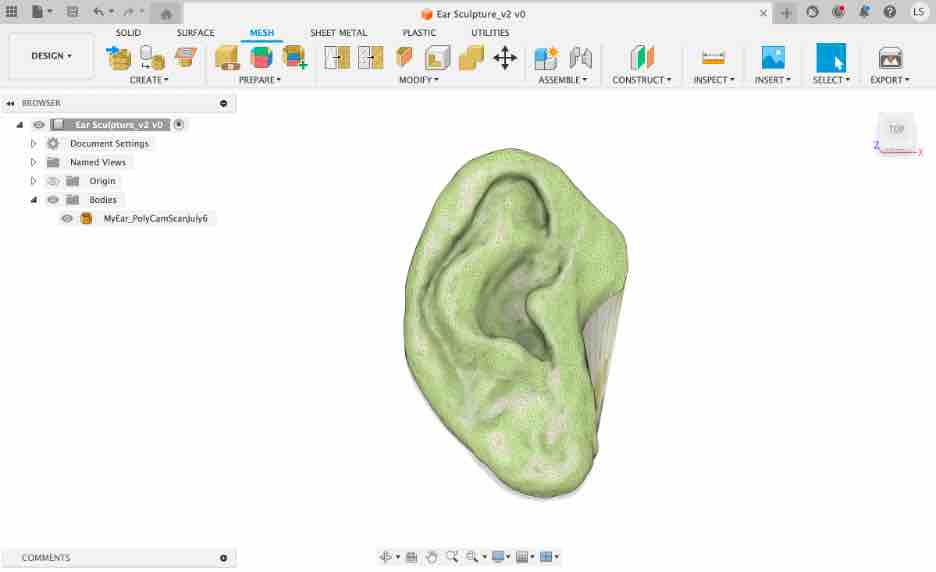 Ear Sculpture_v2 v0
LS
SOLID SURFACE MESH SHEET METAL PLASTIC UTILITIES
DESIGN
CREATE PREPARE MODIFY ASSEMBLE CONSTRUCT INSPECT INSERT SELECT EXPORT
BROWSER
Ear Sculpture_v2 v0
Document Settings
Named Views
Origin
Bodies
MyEar_PolyCamScanJuly6
TOP
Z
X
COMMENTS